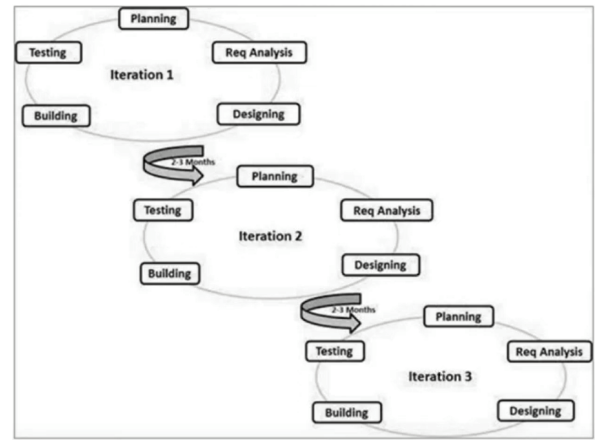 Planning
Testing
Req Analysis
Iteration 1
Building
Designing
2-3 Months
Planning
Testing
Req Analysis
Iteration 2
Building
Designing
2-3 Months
Planning
Testing
Req Analysis
Iteration 3
Building
Designing